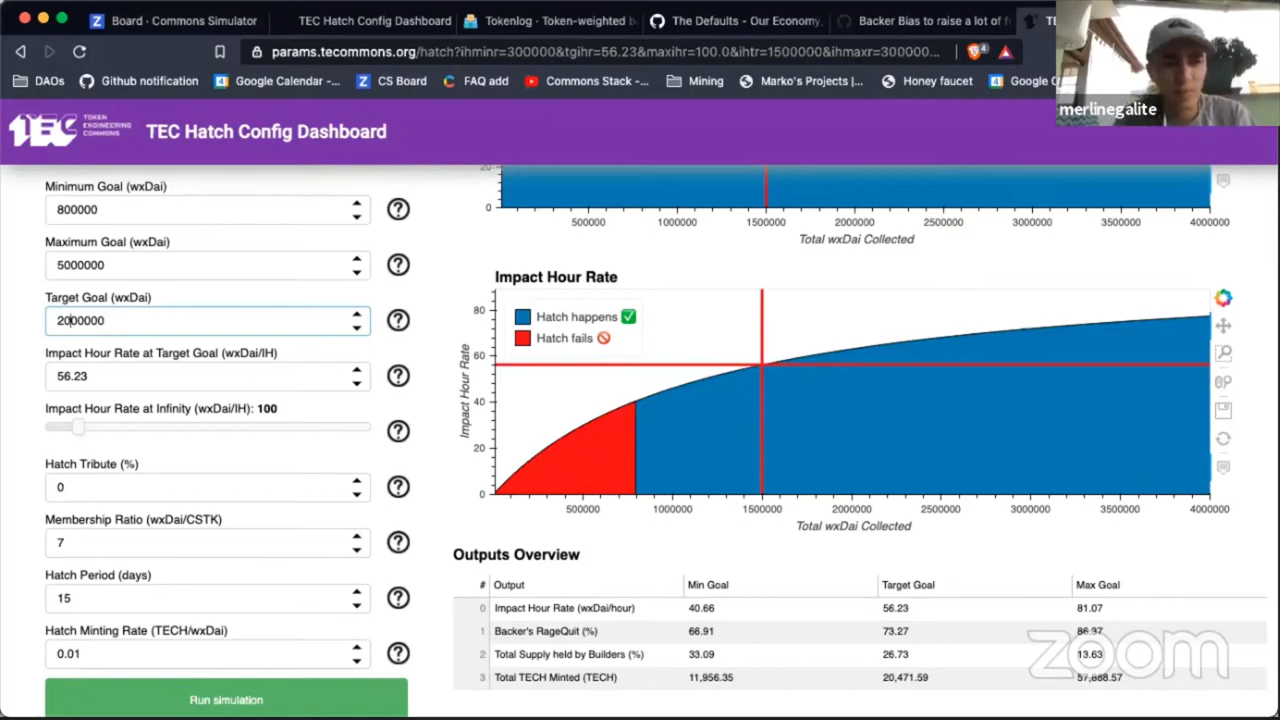 Board · Commons Simulator
TEC Hatch Config Dashboard
Tokenlog · Token-weighted b
The Defaults - Our Economy,
Backer Bias to raise a lot of f
TE
params.tecommons.org/hatch?ihminr=300000&tgihr=56.23&maxihr=100.0&ihtr=1500000&ihmaxr=300000...
4
DAOs
Github notification
Google Calendar -...
CS Board
FAQ add
Commons Stack -...
Mining
Marko's Projects |...
Honey faucet
Google C
merlinegalite
TEC
TOKEN
ENGINEERING
COMMONS
TEC Hatch Config Dashboard
Minimum Goal (wxDai)
800000
Maximum Goal (wxDai)
5000000
Target Goal (wxDai)
2000000
Impact Hour Rate at Target Goal (wxDai/IH)
56.23
Impact Hour Rate at Infinity (wxDai/IH): 100
Hatch Tribute (%)
0
Membership Ratio (wxDai/CSTK)
7
Hatch Period (days)
15
Hatch Minting Rate (TECH/wxDai)
0.01
Run simulation
20
0
500000 1000000 1500000 2000000 2500000 3000000 3500000 4000000
Total wxDai Collected
Impact Hour Rate
Hatch happens ✅
Hatch fails 🚫
80
60
40
20
0
Impact Hour Rate
500000 1000000 1500000 2000000 2500000 3000000 3500000 4000000
Total wxDai Collected
Outputs Overview
# Output Min Goal Target Goal Max Goal
0 Impact Hour Rate (wxDai/hour) 40.66 56.23 81.07
1 Backer's RageQuit (%) 66.91 73.27 86.37
2 Total Supply held by Builders (%) 33.09 26.73 13.63
3 Total TECH Minted (TECH) 11,956.35 20,471.59
zoom